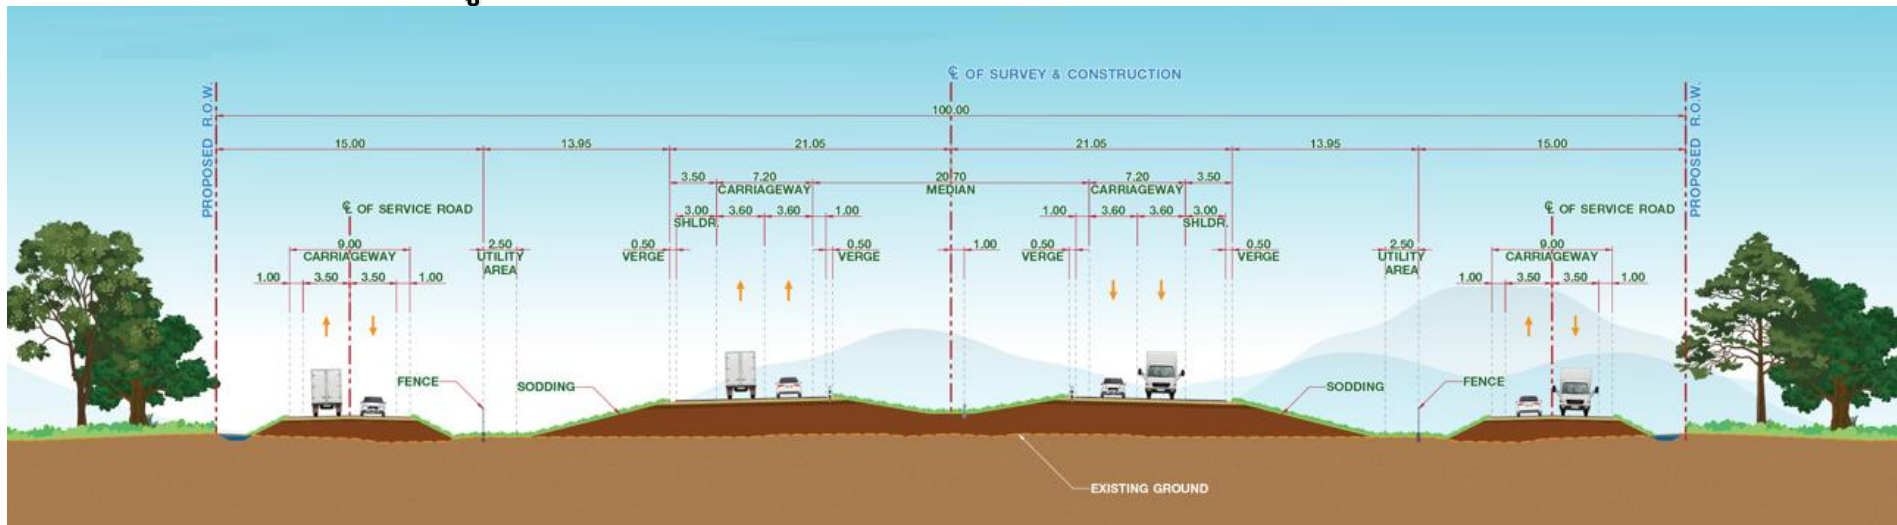 ℄ OF SURVEY & CONSTRUCTION
PROPOSED R.O.W.
PROPOSED R.O.W.
100.00
15.00 13.95 21.05 21.05 13.95 15.00
3.50 7.20 20.70 7.20 3.50
CARRIAGEWAY MEDIAN CARRIAGEWAY
℄ OF SERVICE ROAD
℄ OF SERVICE ROAD
3.00 3.60 3.60 1.00 1.00 3.60 3.60 3.00
SHLDR. SHLDR.
9.00 2.50 0.50 0.50 1.00 0.50 0.50 2.50 9.00
CARRIAGEWAY UTILITY VERGE VERGE VERGE VERGE UTILITY CARRIAGEWAY
AREA AREA
1.00 3.50 3.50 1.00 1.00 3.50 3.50 1.00
FENCE SODDING SODDING FENCE
EXISTING GROUND